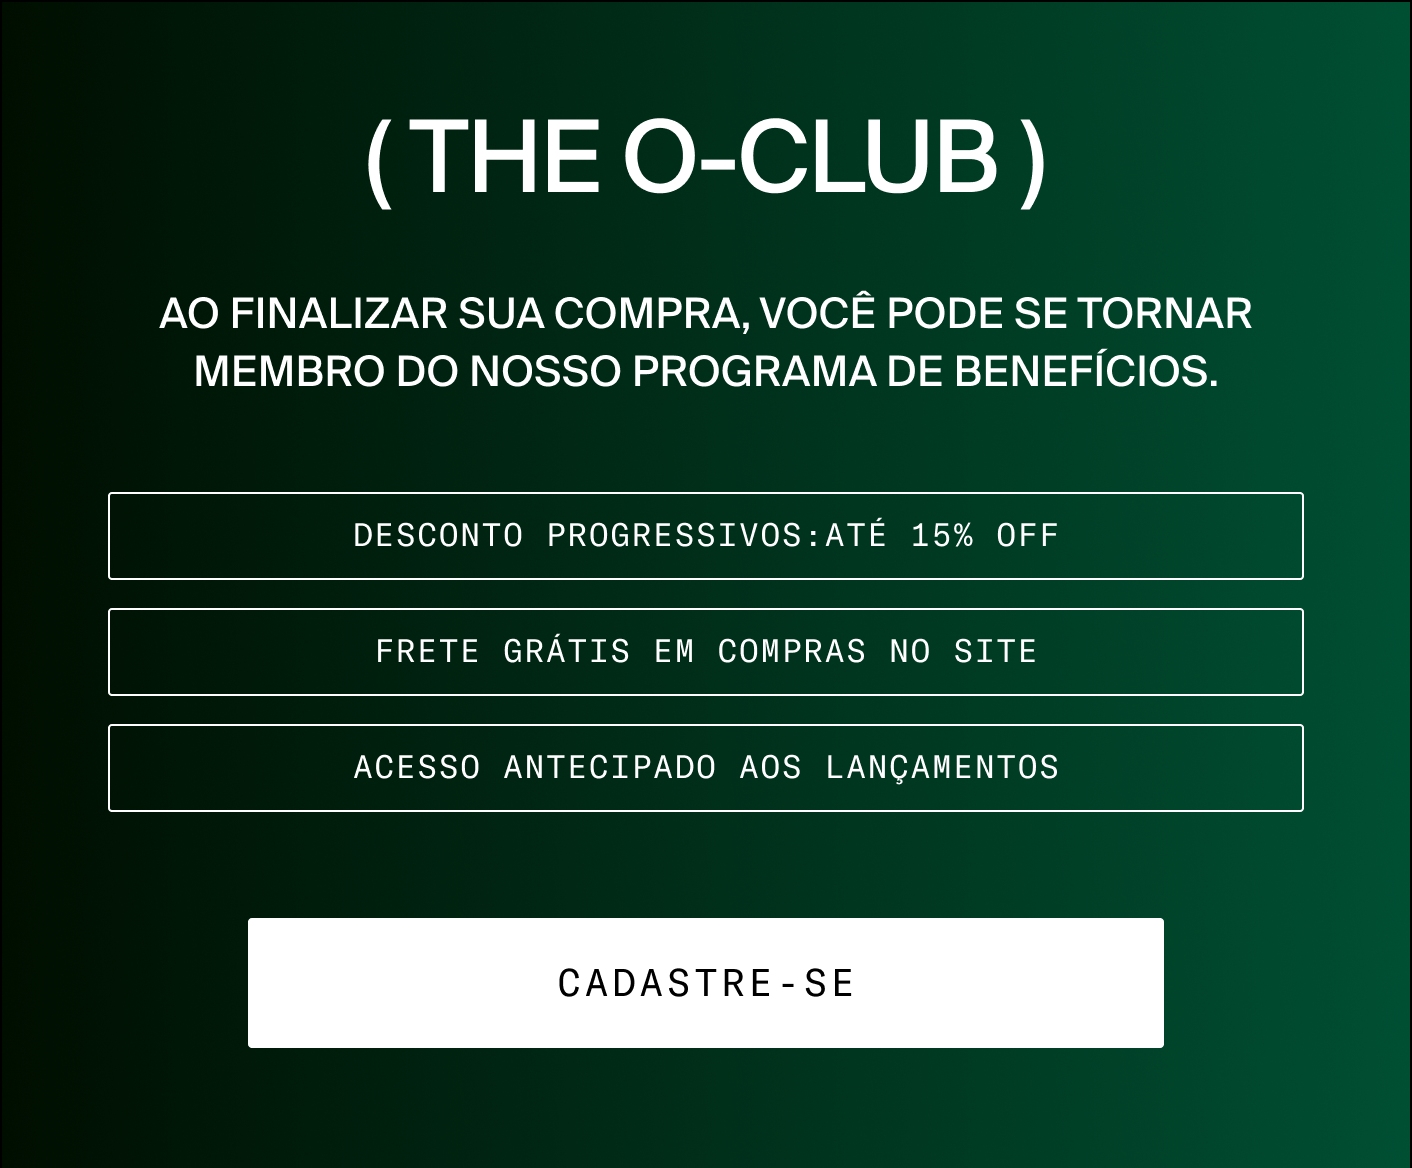 ( THE O-CLUB )
AO FINALIZAR SUA COMPRA, VOCÊ PODE SE TORNAR
MEMBRO DO NOSSO PROGRAMA DE BENEFÍCIOS.
DESCONTO PROGRESSIVOS:ATÉ 15% OFF
FRETE GRÁTIS EM COMPRAS NO SITE
ACESSO ANTECIPADO AOS LANÇAMENTOS
CADASTRE-SE